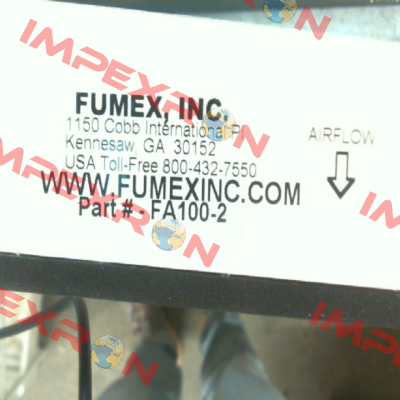 FUMEX, INC.
1150 Cobb International Pl
Kennesaw, GA 30152
USA Toll-Free 800-432-7550
WWW.FUMEXINC.COM
Part # - FA100-2
AIRFLOW
IMPEXRON
IMPEXRON
IMPEXRON
IMPEXRON